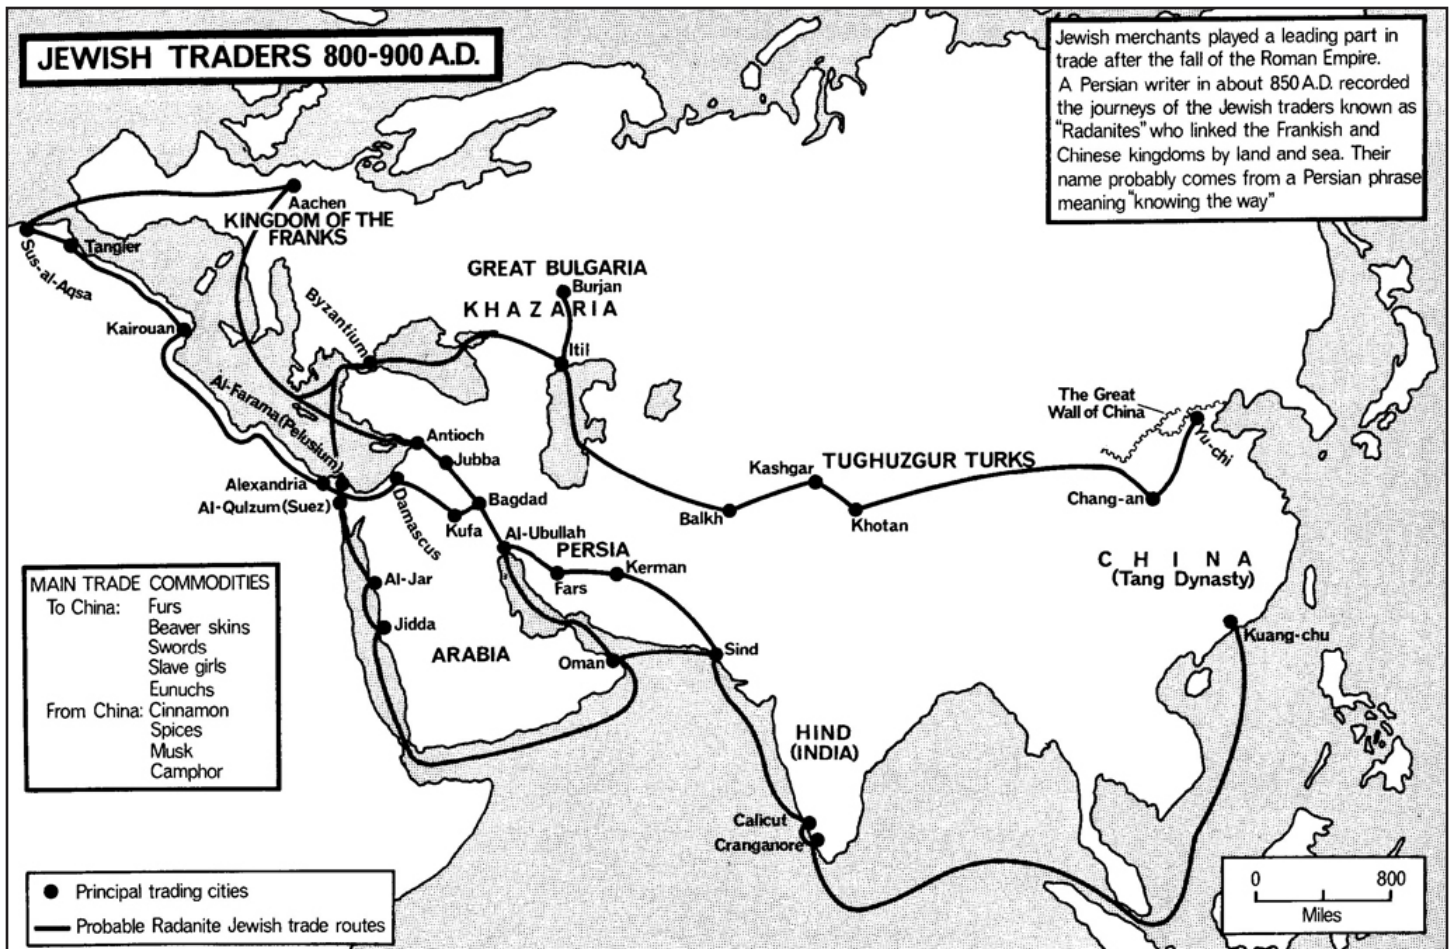 JEWISH TRADERS 800-900 A.D.
Jewish merchants played a leading part in
trade after the fall of the Roman Empire.
A Persian writer in about 850 A.D. recorded
the journeys of the Jewish traders known as
"Radanites" who linked the Frankish and
Chinese kingdoms by land and sea. Their
name probably comes from a Persian phrase
meaning "knowing the way"
Aachen
KINGDOM OF THE
FRANKS
Sus-al-Aqsa
Tangier
Kairouan
GREAT BULGARIA
Burjan
KHAZARIA
Byzantium
Itil
Al-Farama (Pelusium)
Antioch
Jubba
Alexandria
Al-Qulzum (Suez)
Damascus
Bagdad
Kufa
Al-Ubullah
PERSIA
Fars
Kerman
Al-Jar
Jidda
ARABIA
Oman
Sind
The Great
Wall of China
Yu-chi
Kashgar
TUGHUZGUR TURKS
Balkh
Khotan
Chang-an
CHINA
(Tang Dynasty)
Kuang-chu
HIND
(INDIA)
Calicut
Cranganore
MAIN TRADE COMMODITIES
To China: Furs
Beaver skins
Swords
Slave girls
Eunuchs
From China: Cinnamon
Spices
Musk
Camphor
Principal trading cities
Probable Radanite Jewish trade routes
0 800
Miles